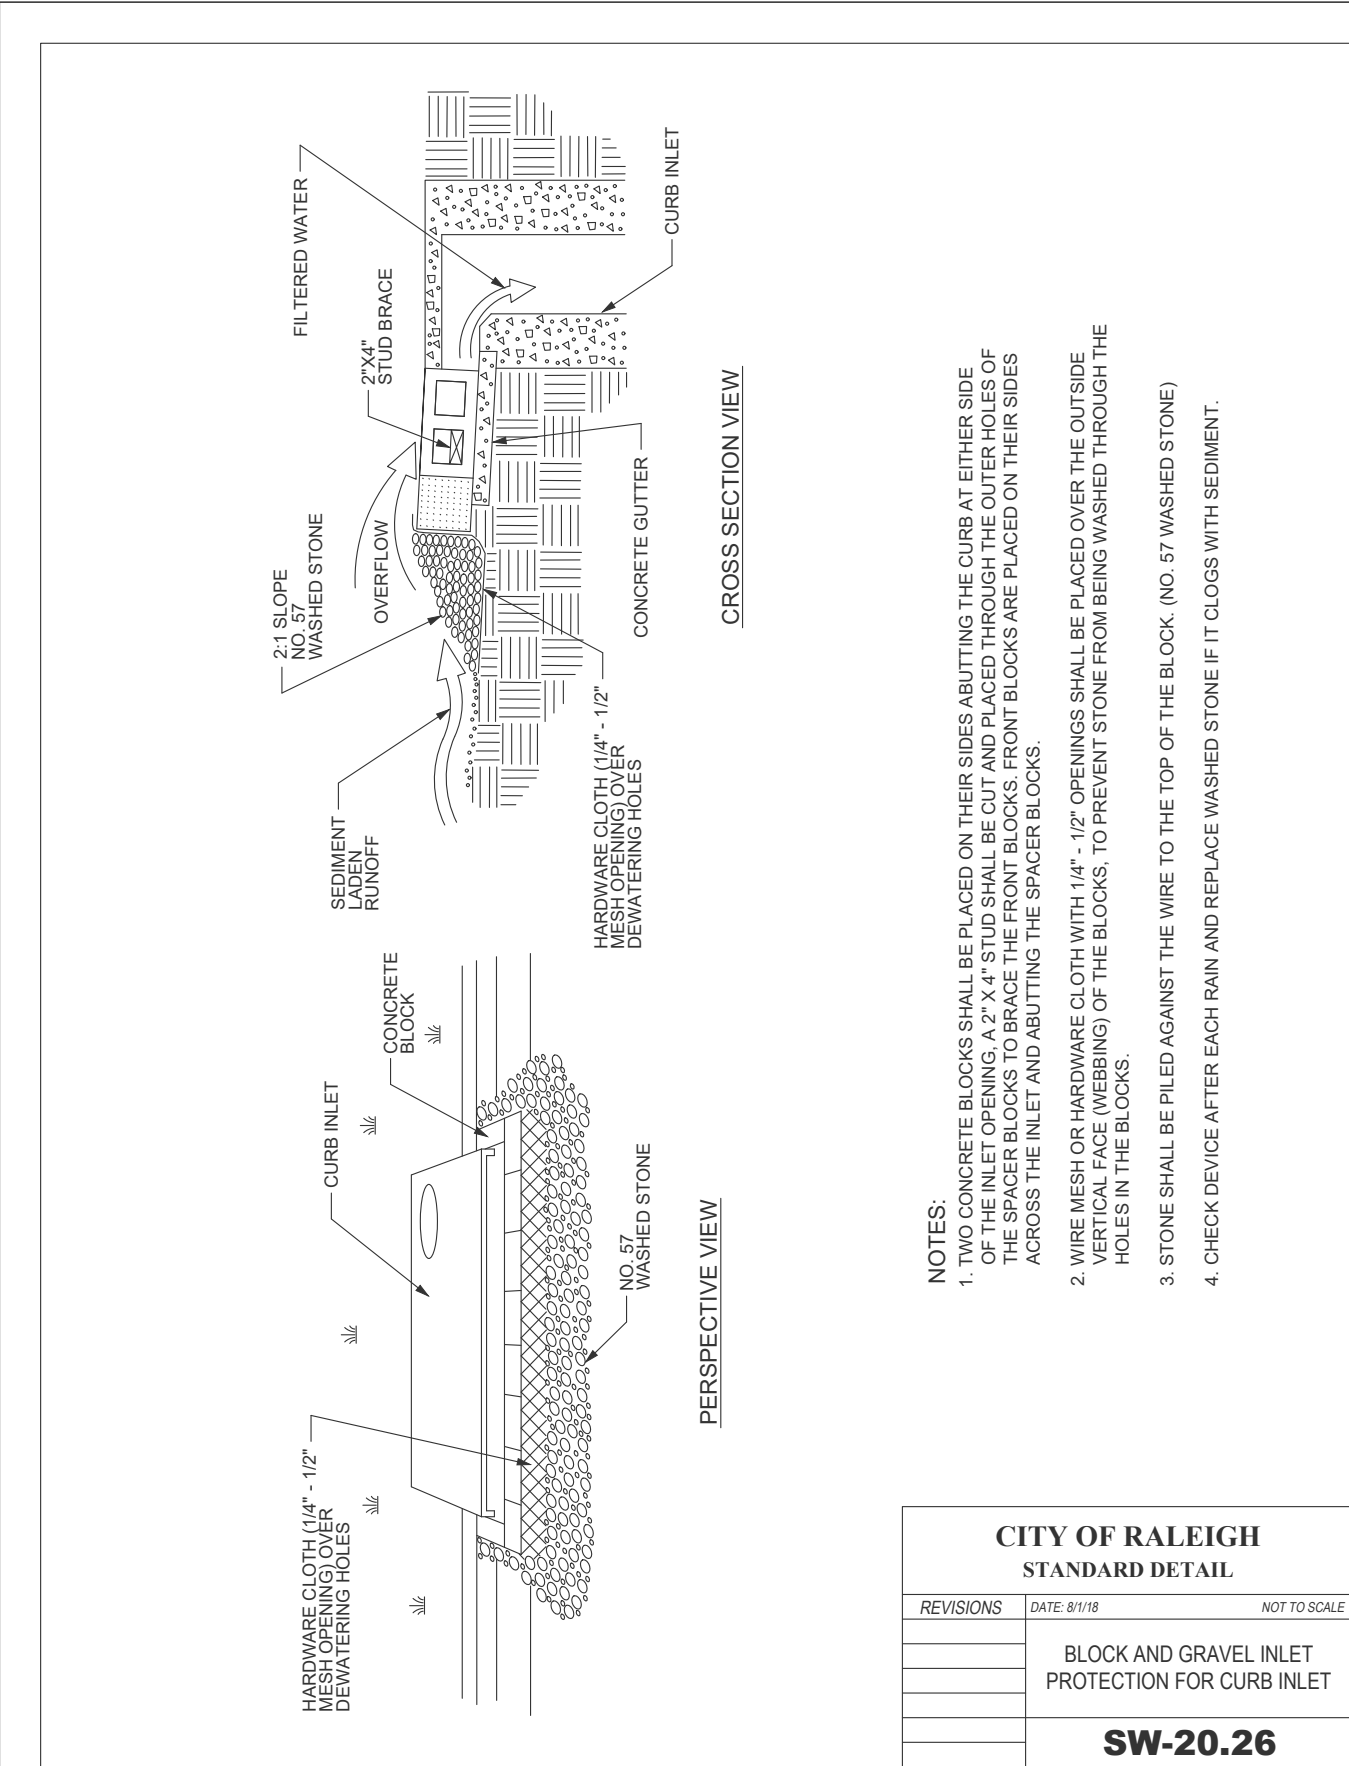 HARDWARE CLOTH (1/4" - 1/2"
MESH OPENING) OVER
DEWATERING HOLES
CURB INLET
CONCRETE
BLOCK
NO. 57
WASHED STONE
PERSPECTIVE VIEW
SEDIMENT
LADEN
RUNOFF
2:1 SLOPE
NO. 57
WASHED STONE
OVERFLOW
2"X4"
STUD BRACE
FILTERED WATER
HARDWARE CLOTH (1/4" - 1/2"
MESH OPENING) OVER
DEWATERING HOLES
CONCRETE GUTTER
CURB INLET
CROSS SECTION VIEW
NOTES:
1. TWO CONCRETE BLOCKS SHALL BE PLACED ON THEIR SIDES ABUTTING THE CURB AT EITHER SIDE
OF THE INLET OPENING, A 2" X 4" STUD SHALL BE CUT AND PLACED THROUGH THE OUTER HOLES OF
THE SPACER BLOCKS TO BRACE THE FRONT BLOCKS. FRONT BLOCKS ARE PLACED ON THEIR SIDES
ACROSS THE INLET AND ABUTTING THE SPACER BLOCKS.
2. WIRE MESH OR HARDWARE CLOTH WITH 1/4" - 1/2" OPENINGS SHALL BE PLACED OVER THE OUTSIDE
VERTICAL FACE (WEBBING) OF THE BLOCKS, TO PREVENT STONE FROM BEING WASHED THROUGH THE
HOLES IN THE BLOCKS.
3. STONE SHALL BE PILED AGAINST THE WIRE TO THE TOP OF THE BLOCK. (NO. 57 WASHED STONE)
4. CHECK DEVICE AFTER EACH RAIN AND REPLACE WASHED STONE IF IT CLOGS WITH SEDIMENT.
CITY OF RALEIGH
STANDARD DETAIL
REVISIONS
DATE: 8/1/18
NOT TO SCALE
BLOCK AND GRAVEL INLET
PROTECTION FOR CURB INLET
SW-20.26